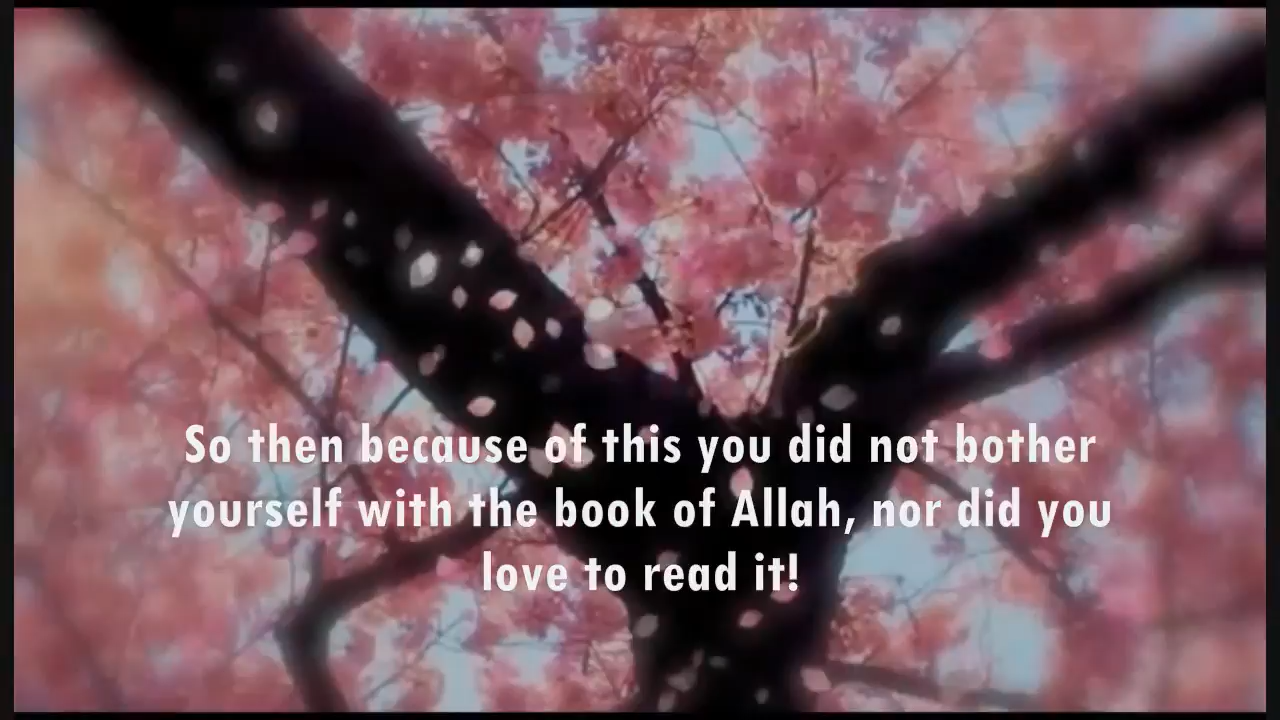 So then because of this you did not bother
yourself with the book of Allah, nor did you
love to read it!